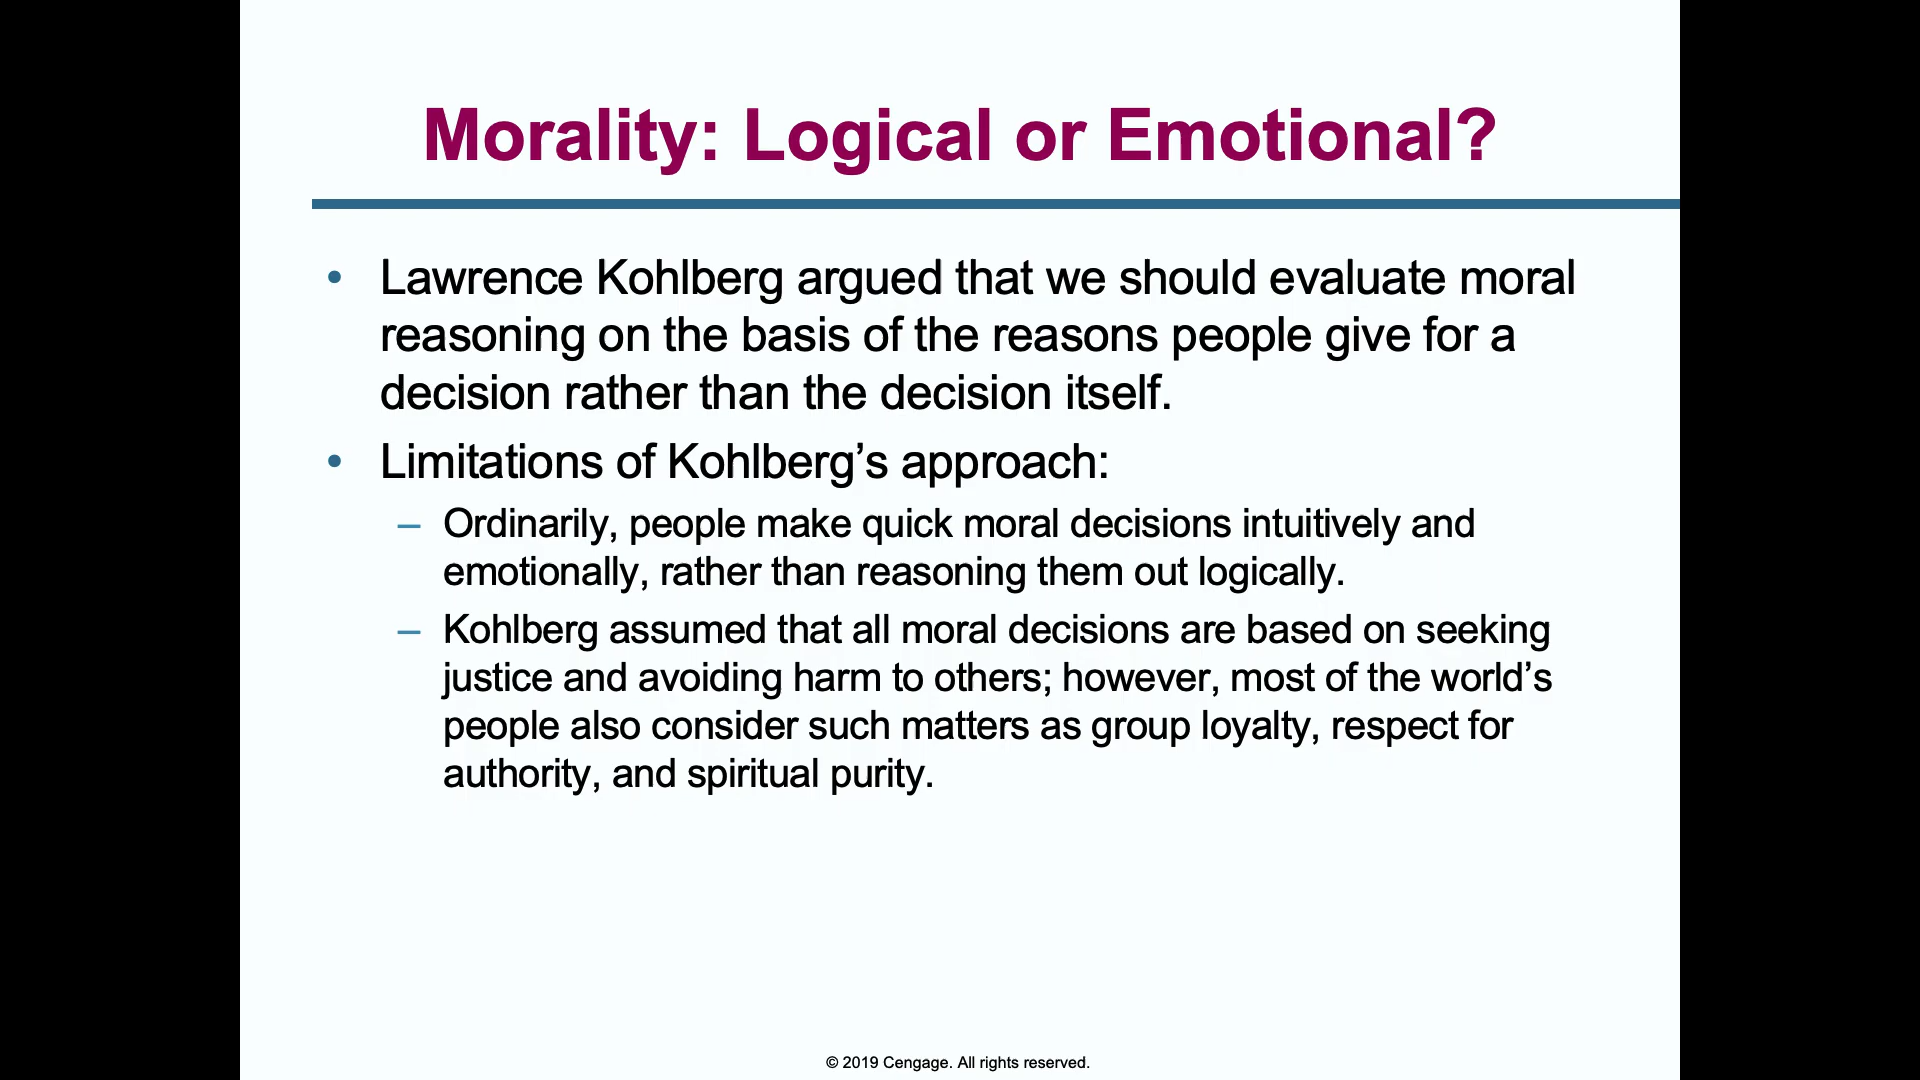 Morality: Logical or Emotional?
• Lawrence Kohlberg argued that we should evaluate moral
reasoning on the basis of the reasons people give for a
decision rather than the decision itself.
• Limitations of Kohlberg’s approach:
– Ordinarily, people make quick moral decisions intuitively and
emotionally, rather than reasoning them out logically.
– Kohlberg assumed that all moral decisions are based on seeking
justice and avoiding harm to others; however, most of the world’s
people also consider such matters as group loyalty, respect for
authority, and spiritual purity.
© 2019 Cengage. All rights reserved.